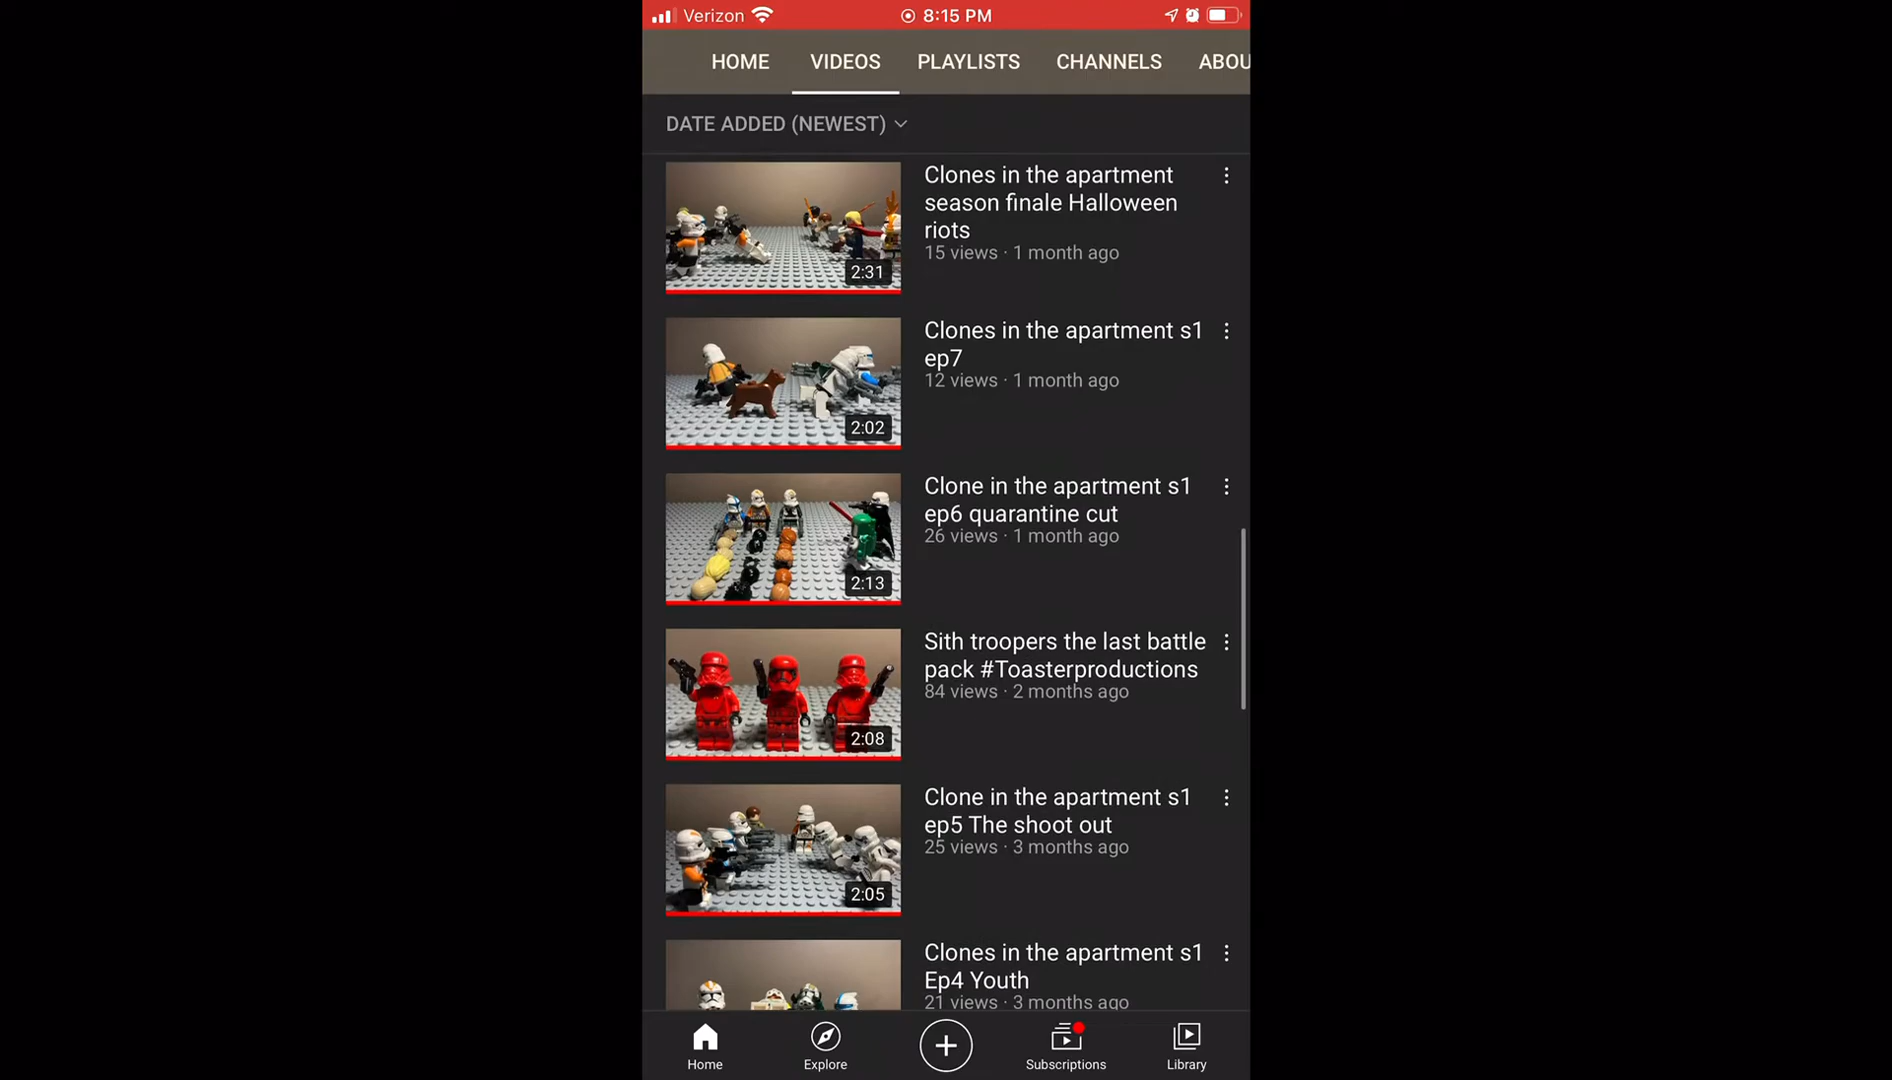 Verizon 8:15 PM
HOME VIDEOS PLAYLISTS CHANNELS ABOU
DATE ADDED (NEWEST)
Clones in the apartment
season finale Halloween
riots
15 views · 1 month ago
2:31
Clones in the apartment s1
ep7
12 views · 1 month ago
2:02
Clone in the apartment s1
ep6 quarantine cut
26 views · 1 month ago
2:13
Sith troopers the last battle
pack #Toasterproductions
84 views · 2 months ago
2:08
Clone in the apartment s1
ep5 The shoot out
25 views · 3 months ago
2:05
Clones in the apartment s1
Ep4 Youth
21 views · 3 months ago
Home Explore Subscriptions Library